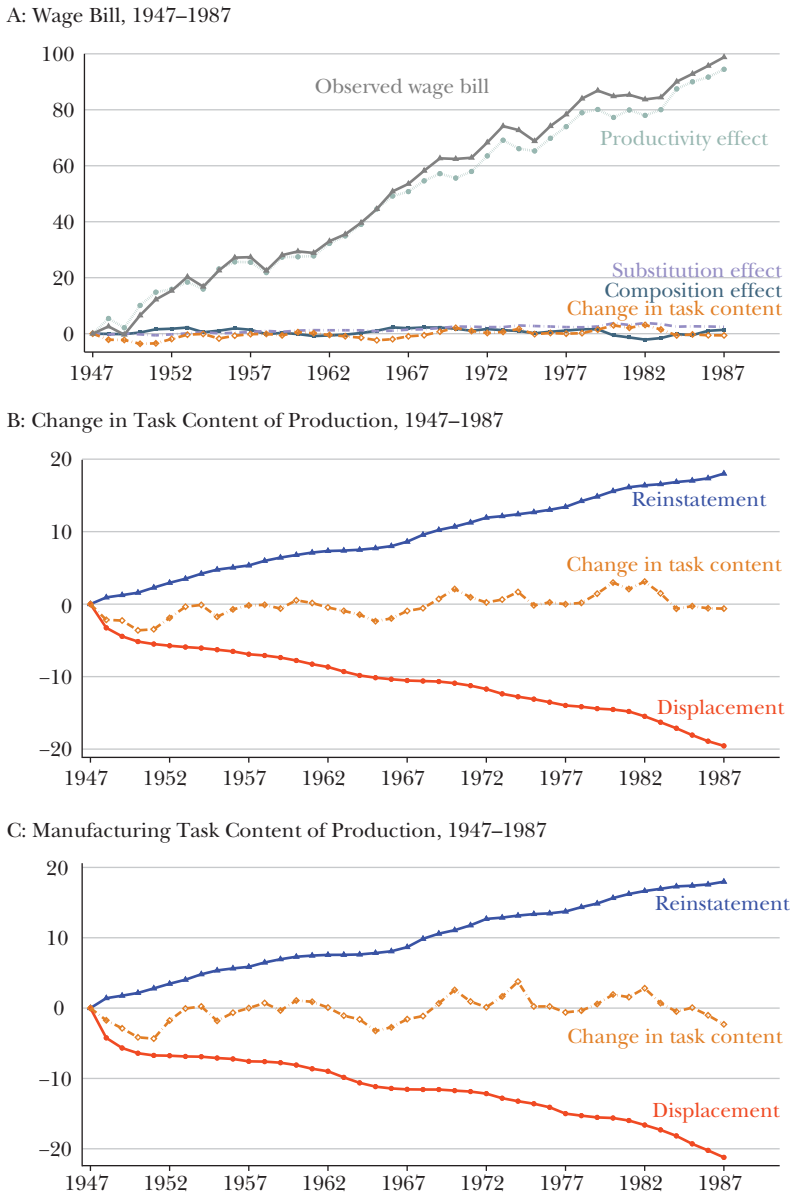 A: Wage Bill, 1947–1987
100
Observed wage bill
80
Productivity effect
60
40
20
Substitution effect
Composition effect
Change in task content
0
1947 1952 1957 1962 1967 1972 1977 1982 1987
B: Change in Task Content of Production, 1947–1987
20
Reinstatement
10
Change in task content
0
−10
Displacement
−20
1947 1952 1957 1962 1967 1972 1977 1982 1987
C: Manufacturing Task Content of Production, 1947–1987
20
Reinstatement
10
0
Change in task content
−10
Displacement
−20
1947 1952 1957 1962 1967 1972 1977 1982 1987